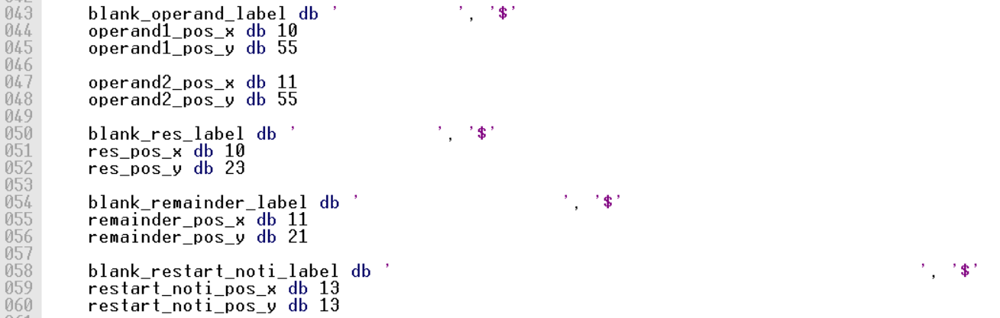 043 blank_operand_label db '           ', '$'
044 operand1_pos_x db 10
045 operand1_pos_y db 55
046
047 operand2_pos_x db 11
048 operand2_pos_y db 55
049
050 blank_res_label db '             ', '$'
051 res_pos_x db 10
052 res_pos_y db 23
053
054 blank_remainder_label db '                   ', '$'
055 remainder_pos_x db 11
056 remainder_pos_y db 21
057
058 blank_restart_noti_label db '                                                  ', '$'
059 restart_noti_pos_x db 13
060 restart_noti_pos_y db 13